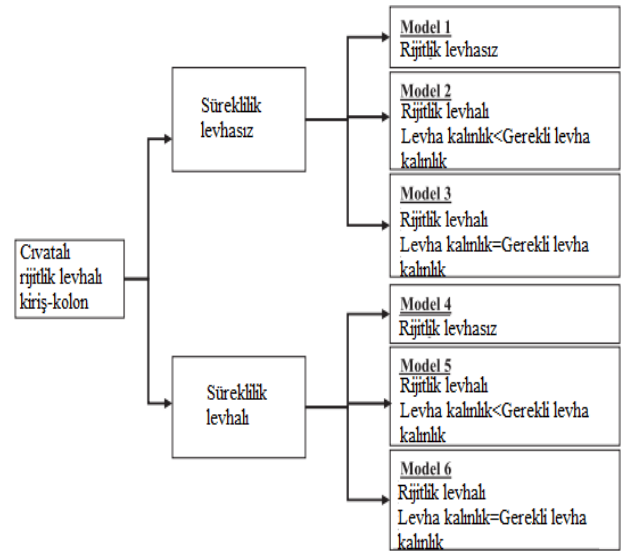 Model 1
Rijitlik levhasız
Model 2
Rijitlik levhalı
Levha kalınlık<Gerekli levha
kalınlık
Model 3
Rijitlik levhalı
Levha kalınlık=Gerekli levha
kalınlık
Süreklilik
levhasız
Cıvatalı
rijitlik levhalı
kiriş-kolon
Süreklilik
levhalı
Model 4
Rijitlik levhasız
Model 5
Rijitlik levhalı
Levha kalınlık<Gerekli levha
kalınlık
Model 6
Rijitlik levhalı
Levha kalınlık=Gerekli levha
kalınlık